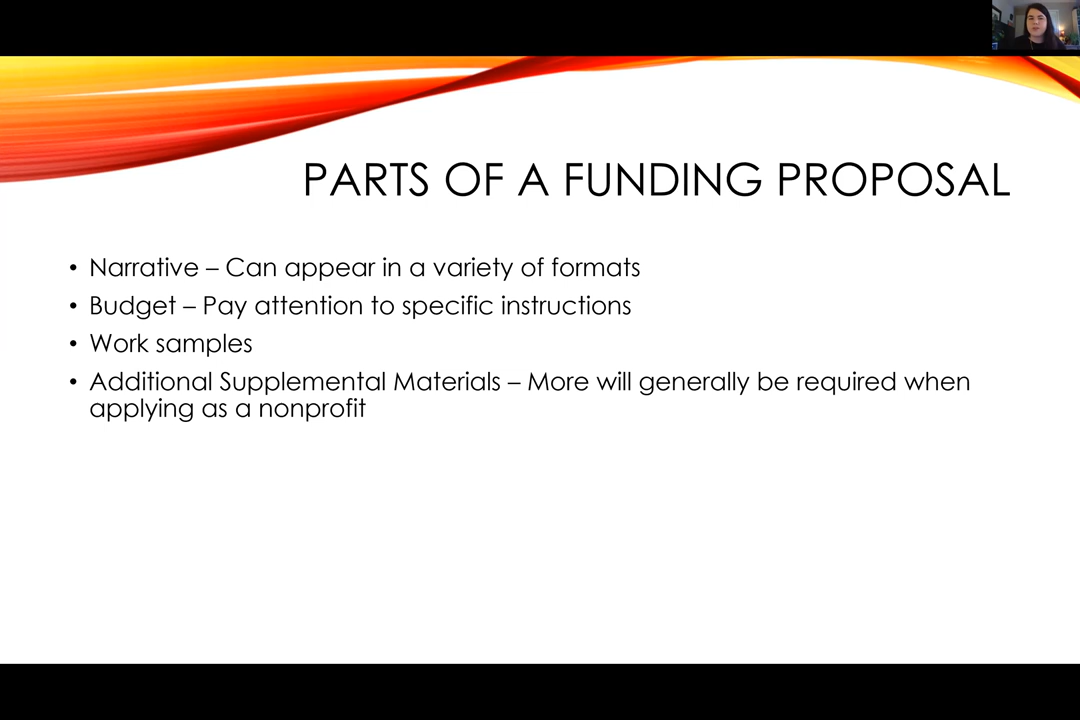 PARTS OF A FUNDING PROPOSAL
• Narrative – Can appear in a variety of formats
• Budget – Pay attention to specific instructions
• Work samples
• Additional Supplemental Materials – More will generally be required when
applying as a nonprofit